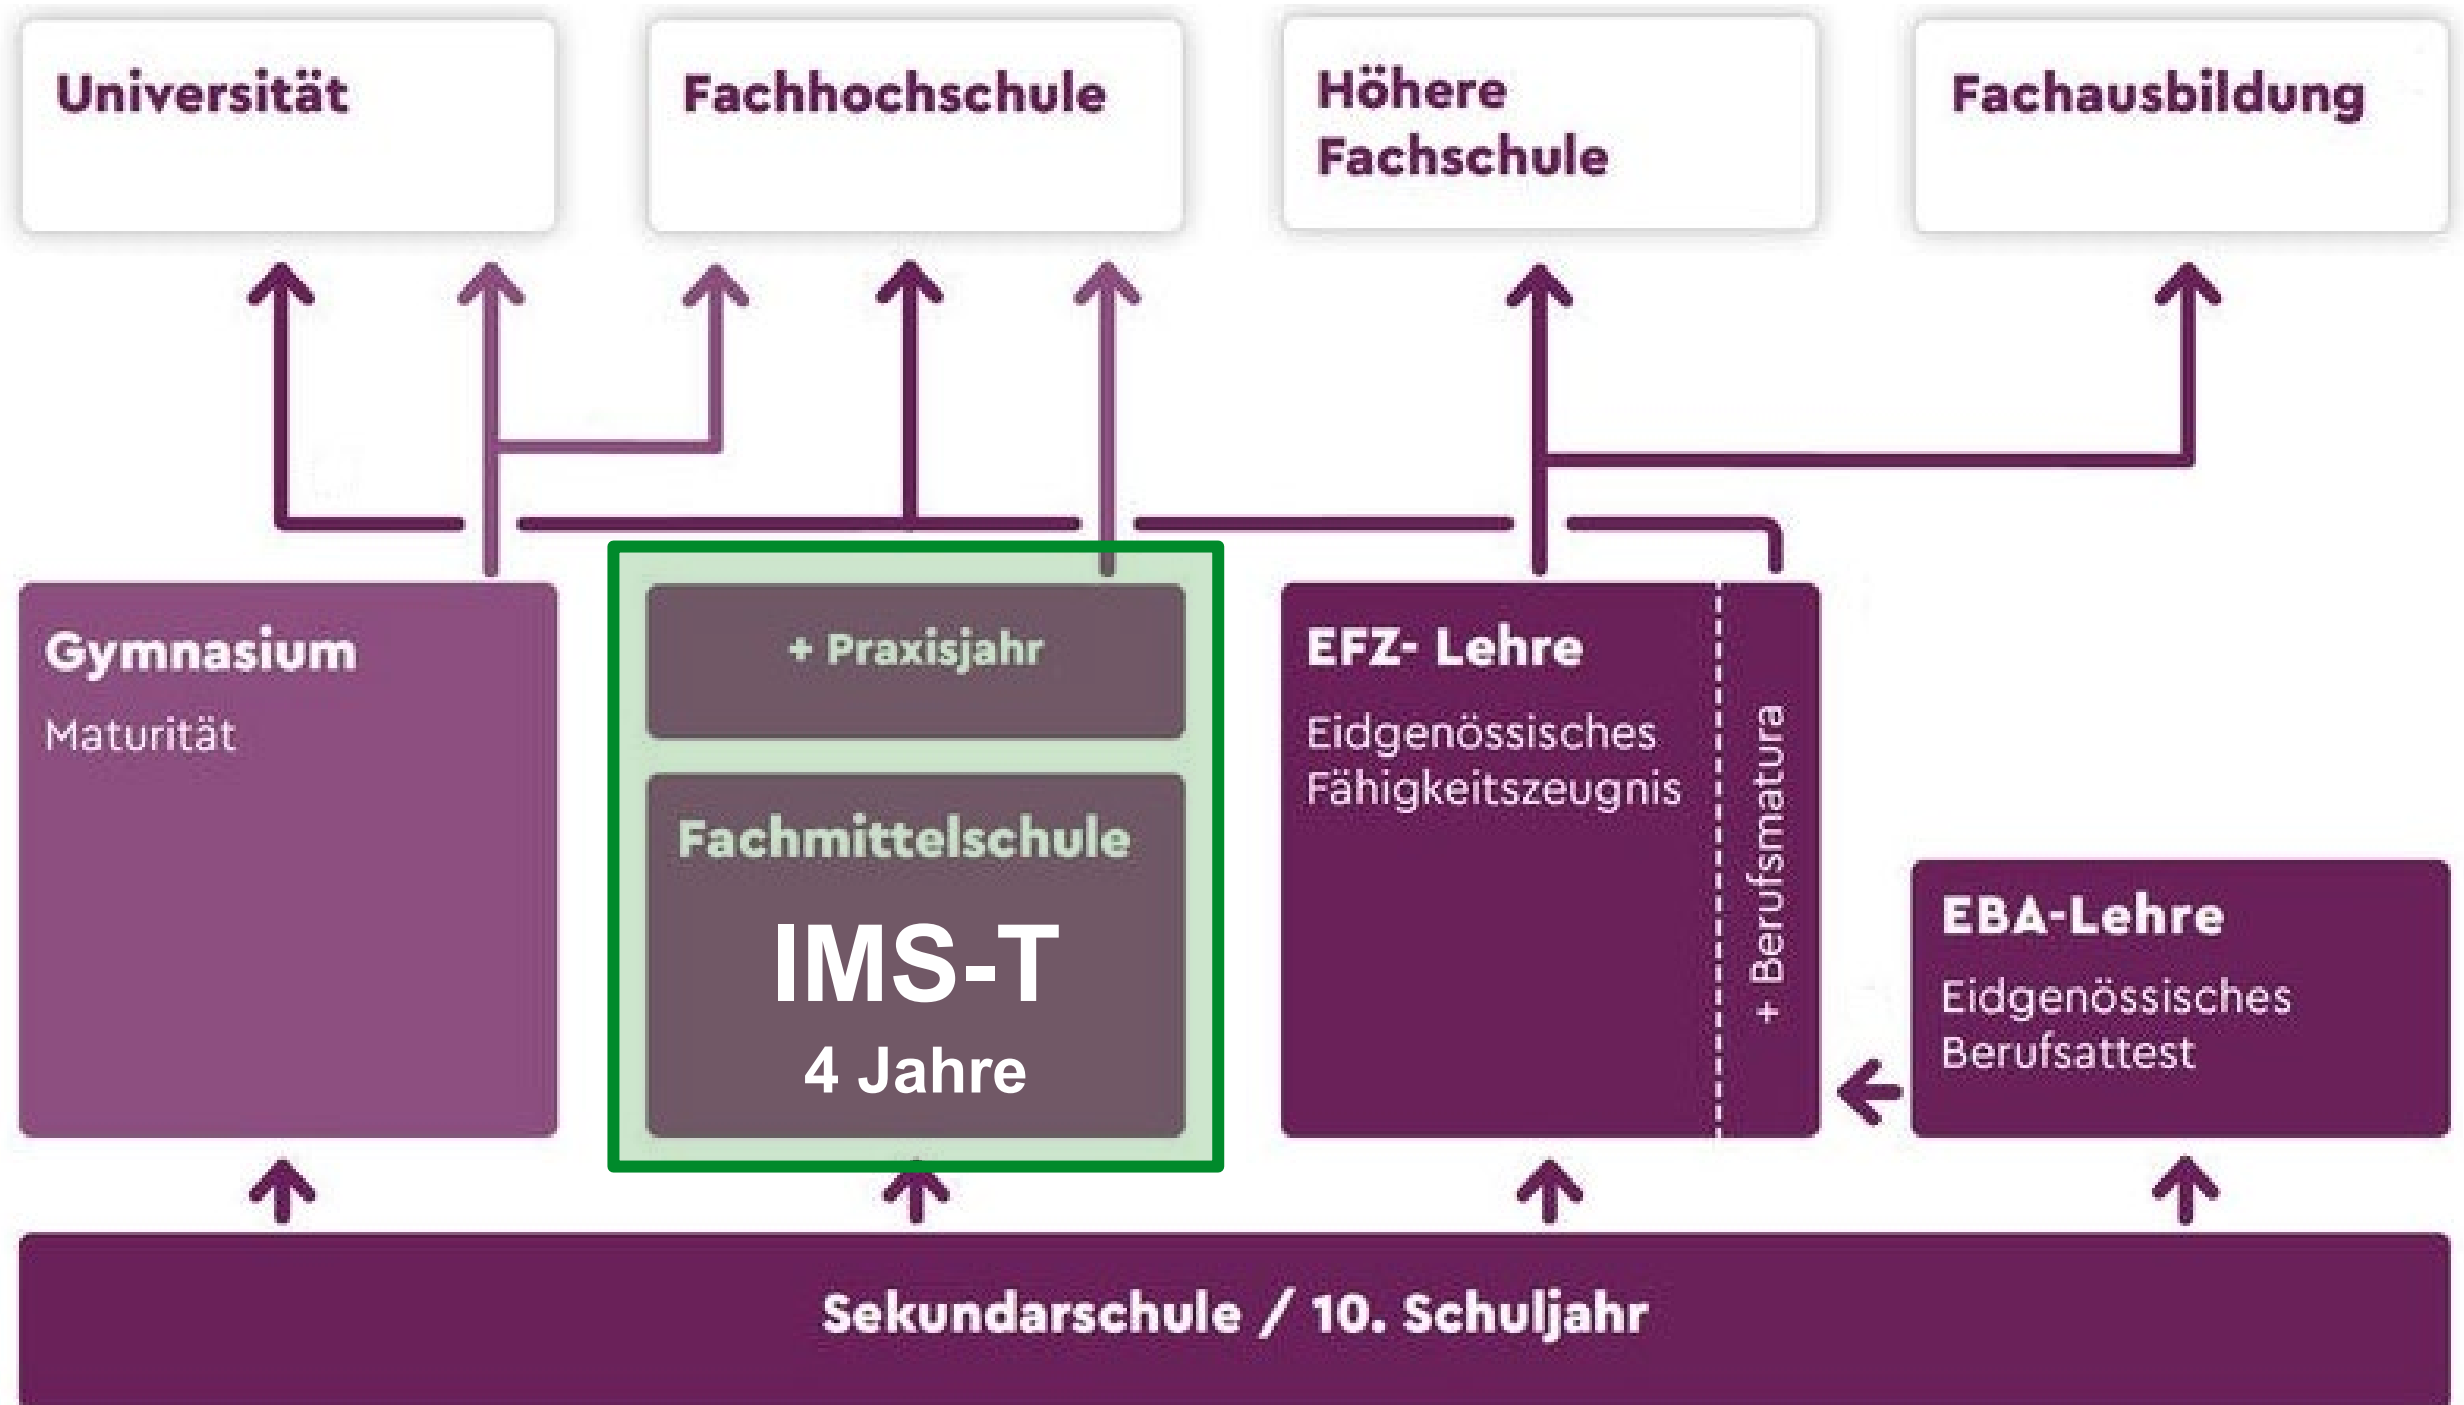 Universität
Fachhochschule
Höhere
Fachschule
Fachausbildung
Gymnasium
Maturität
+ Praxisjahr
Fachmittelschule
IMS-T
4 Jahre
EFZ- Lehre
Eidgenössisches
Fähigkeitszeugnis
+ Berufsmatura
EBA-Lehre
Eidgenössisches
Berufsattest
Sekundarschule / 10. Schuljahr